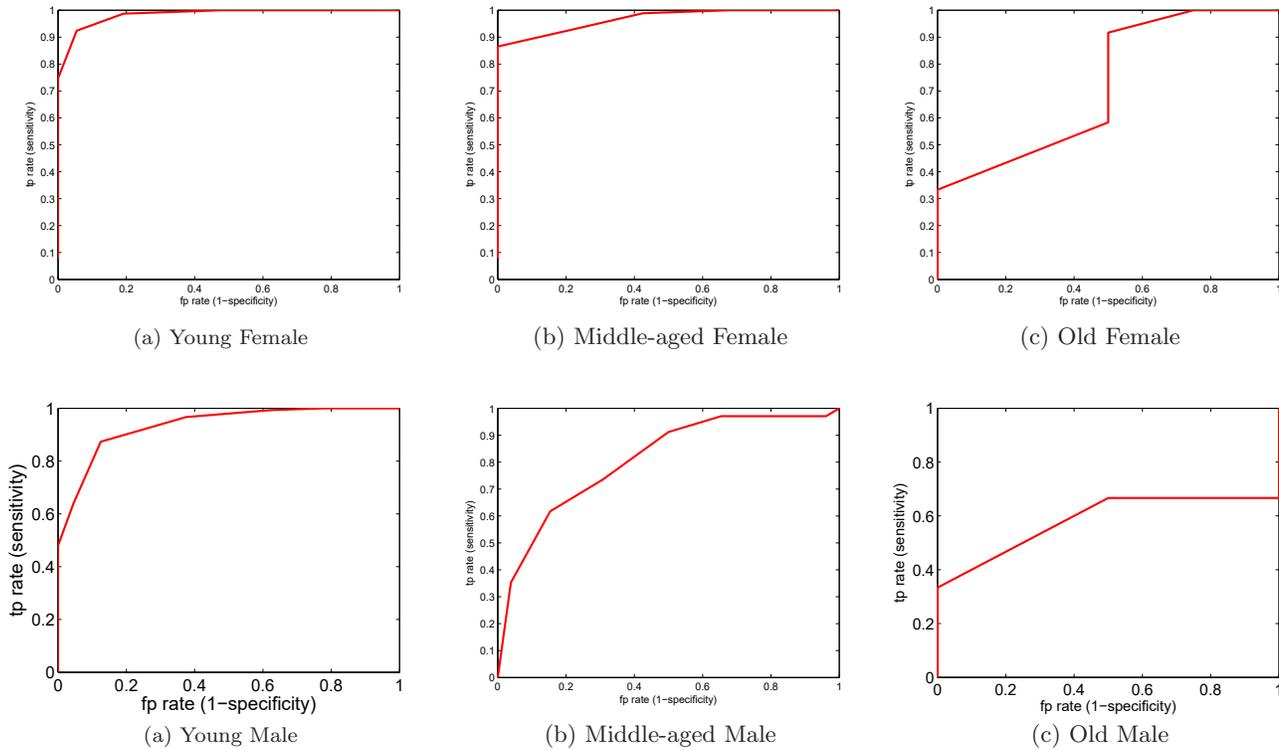 1
0.9
0.8
0.7
0.6
0.5
0.4
0.3
0.2
0.1
0
tp rate (sensitivity)
0 0.2 0.4 0.6 0.8 1
fp rate (1−specificity)
(a) Young Female
1
0.9
0.8
0.7
0.6
0.5
0.4
0.3
0.2
0.1
0
tp rate (sensitivity)
0 0.2 0.4 0.6 0.8 1
fp rate (1−specificity)
(b) Middle-aged Female
1
0.9
0.8
0.7
0.6
0.5
0.4
0.3
0.2
0.1
0
tp rate (sensitivity)
0 0.2 0.4 0.6 0.8 1
fp rate (1−specificity)
(c) Old Female
1
0.8
0.6
0.4
0.2
0
tp rate (sensitivity)
0 0.2 0.4 0.6 0.8 1
fp rate (1−specificity)
(a) Young Male
1
0.9
0.8
0.7
0.6
0.5
0.4
0.3
0.2
0.1
0
tp rate (sensitivity)
0 0.2 0.4 0.6 0.8 1
fp rate (1−specificity)
(b) Middle-aged Male
1
0.8
0.6
0.4
0.2
0
tp rate (sensitivity)
0 0.2 0.4 0.6 0.8 1
fp rate (1−specificity)
(c) Old Male